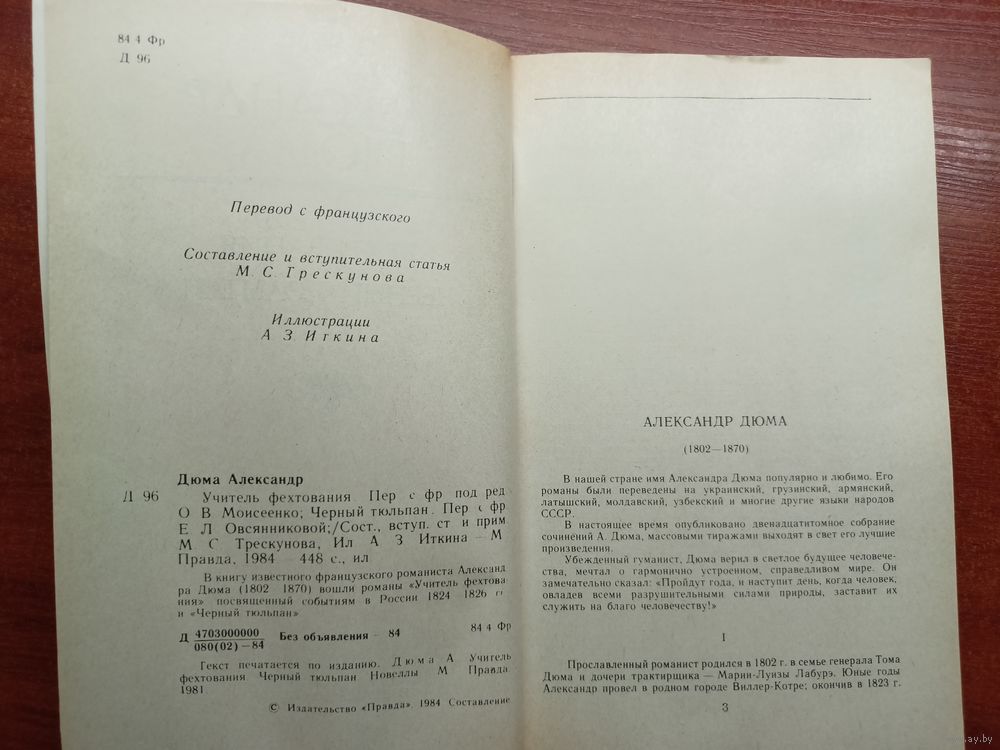 84 4 Фр
Д 96
Перевод с французского
Составление и вступительная статья
М. С. Трескунова
Иллюстрации
А. З. Иткина
Дюма Александр
Д 96
Учитель фехтования. Пер с фр под ред
О В Моисеенко; Черный тюльпан. Пер с фр
Е Л Овсянниковой;/Сост., вступ. ст и прим
М С Трескунова, Ил А З Иткина — М
Правда, 1984 — 448 с., ил
В книгу известного французского романиста Александ
ра Дюма (1802 1870) вошли романы «Учитель фехтова
ния» посвященный событиям в России 1824 1826 гг
и «Черный тюльпан»
Д 4703000000 Без объявления — 84
080(02)—84
84 4 Фр
Текст печатается по изданию. Дюма А Учитель
фехтования Черный тюльпан Новеллы М Правда
1981
© Издательство «Правда», 1984 Составление
АЛЕКСАНДР ДЮМА
(1802—1870)
В нашей стране имя Александра Дюма популярно и любимо. Его
романы были переведены на украинский, грузинский, армянский,
латышский, молдавский, узбекский и многие другие языки народов
СССР.
В настоящее время опубликовано двенадцатитомное собрание
сочинений А. Дюма, массовыми тиражами выходят в свет его лучшие
произведения.
Убежденный гуманист, Дюма верил в светлое будущее человече-
ства, мечтал о гармонично устроенном, справедливом мире. Он
замечательно сказал: «Пройдут года, и наступит день, когда человек,
овладев всеми разрушительными силами природы, заставит их
служить на благо человечеству!»
I
Прославленный романист родился в 1802 г. в семье генерала Тома
Дюма и дочери трактирщика — Марии-Луизы Лабурэ. Юные годы
Александр провел в родном городе Виллер-Котре; окончив в 1823 г.
3
ay.by